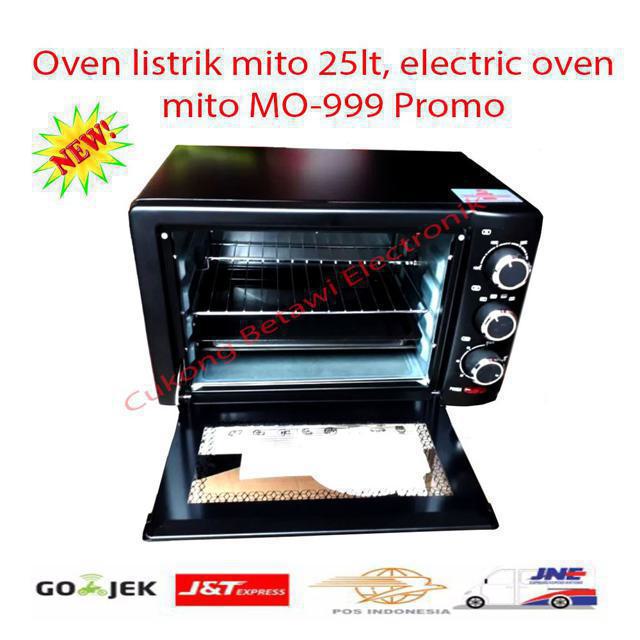 Oven listrik mito 25lt, electric oven
mito MO-999 Promo
NEW!
Cukong Betawi Electronik
POWER
GOJEK
J&T EXPRESS
POS INDONESIA
JNE